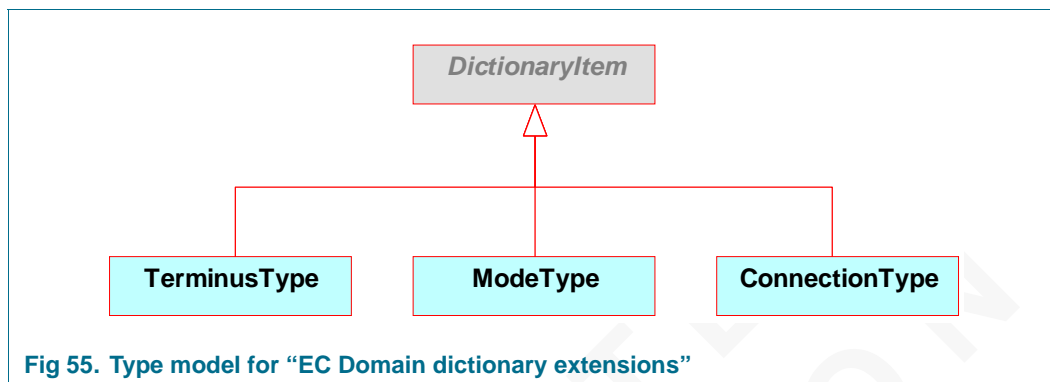 DictionaryItem
TerminusType
ModeType
ConnectionType
Fig 55. Type model for “EC Domain dictionary extensions”